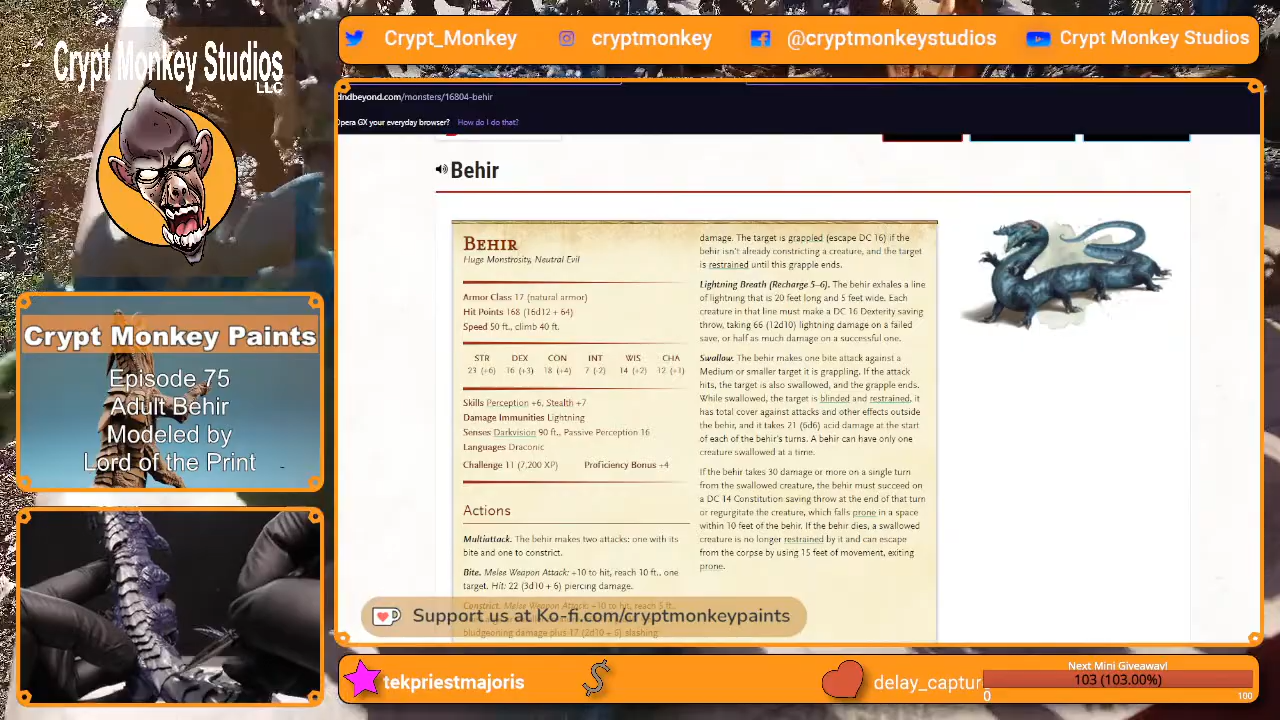 Crypt Monkey Studios
LLC
Crypt_Monkey
cryptmonkey
@cryptmonkeystudios
Crypt Monkey Studios
dndbeyond.com/monsters/16804-behir
Opera GX your everyday browser? How do I do that?
Behir
BEHIR
Huge Monstrosity, Neutral Evil
Armor Class 17 (natural armor)
Hit Points 168 (16d12 + 64)
Speed 50 ft., climb 40 ft.
STR DEX CON INT WIS CHA
23 (+6) 16 (+3) 18 (+4) 7 (-2) 14 (+2) 12 (+1)
Skills Perception +6, Stealth +7
Damage Immunities Lightning
Senses Darkvision 90 ft., Passive Perception 16
Languages Draconic
Challenge 11 (7,200 XP) Proficiency Bonus +4
Actions
Multiattack. The behir makes two attacks: one with its
bite and one to constrict.
Bite. Melee Weapon Attack: +10 to hit, reach 10 ft., one
target. Hit: 22 (3d10 + 6) piercing damage.
Constrict. Melee Weapon Attack: +10 to hit, reach 5 ft.,
bludgeoning damage plus 17 (2d10 + 6) slashing
damage. The target is grappled (escape DC 16) if the
behir isn't already constricting a creature, and the target
is restrained until this grapple ends.
Lightning Breath (Recharge 5–6). The behir exhales a line
of lightning that is 20 feet long and 5 feet wide. Each
creature in that line must make a DC 16 Dexterity saving
throw, taking 66 (12d10) lightning damage on a failed
save, or half as much damage on a successful one.
Swallow. The behir makes one bite attack against a
Medium or smaller target it is grappling. If the attack
hits, the target is also swallowed, and the grapple ends.
While swallowed, the target is blinded and restrained, it
has total cover against attacks and other effects outside
the behir, and it takes 21 (6d6) acid damage at the start
of each of the behir's turns. A behir can have only one
creature swallowed at a time.
If the behir takes 30 damage or more on a single turn
from the swallowed creature, the behir must succeed on
a DC 14 Constitution saving throw at the end of that turn
or regurgitate the creature, which falls prone in a space
within 10 feet of the behir. If the behir dies, a swallowed
creature is no longer restrained by it and can escape
from the corpse by using 15 feet of movement, exiting
prone.
Crypt Monkey Paints
Episode 75
Adult Behir
Modeled by
Lord of the Print
Support us at Ko-fi.com/cryptmonkeypaints
tekpriestmajoris
delay_captur
Next Mini Giveaway!
103 (103.00%)
0
100